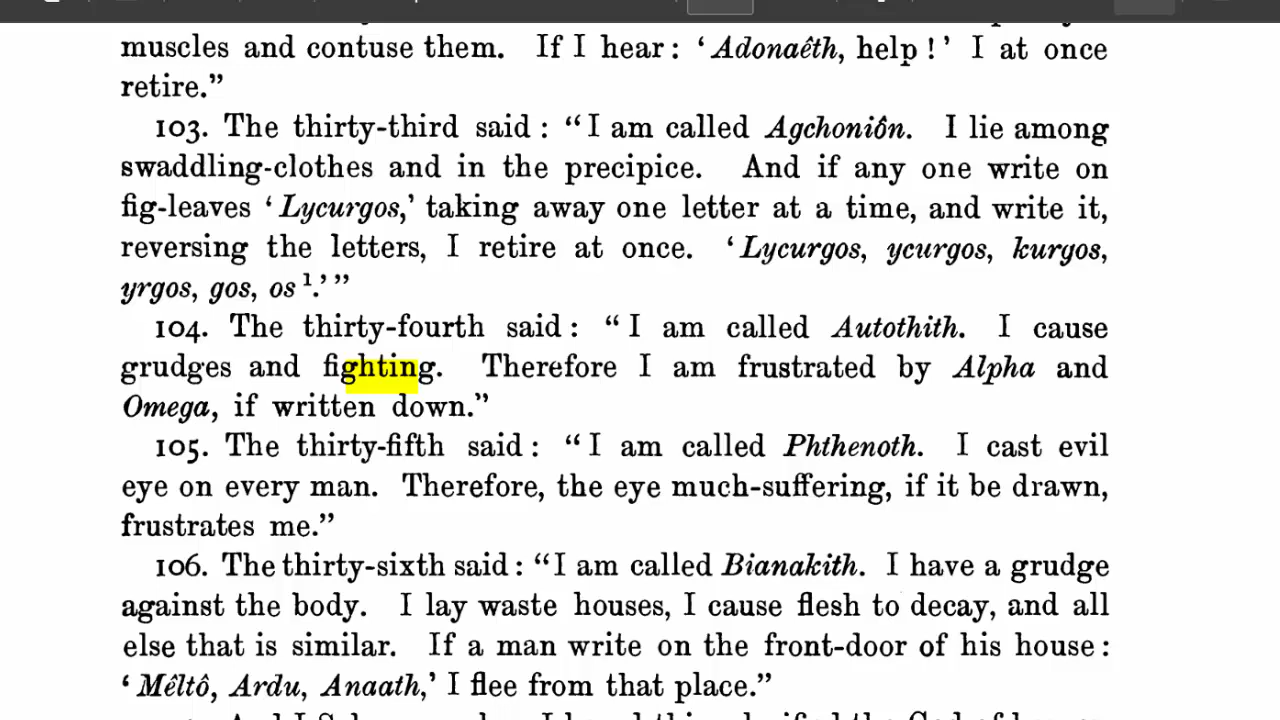 muscles and contuse them. If I hear: ‘Adonaêth, help!’ I at once
retire.”
103. The thirty-third said: “I am called Agchoniôn. I lie among
swaddling-clothes and in the precipice. And if any one write on
fig-leaves ‘Lycurgos,’ taking away one letter at a time, and write it,
reversing the letters, I retire at once. ‘Lycurgos, ycurgos, kurgos,
yrgos, gos, os¹.’”
104. The thirty-fourth said: “I am called Autothith. I cause
grudges and fighting. Therefore I am frustrated by Alpha and
Omega, if written down.”
105. The thirty-fifth said: “I am called Phthenoth. I cast evil
eye on every man. Therefore, the eye much-suffering, if it be drawn,
frustrates me.”
106. The thirty-sixth said: “I am called Bianakith. I have a grudge
against the body. I lay waste houses, I cause flesh to decay, and all
else that is similar. If a man write on the front-door of his house:
‘Mêltô, Ardu, Anaath,’ I flee from that place.”